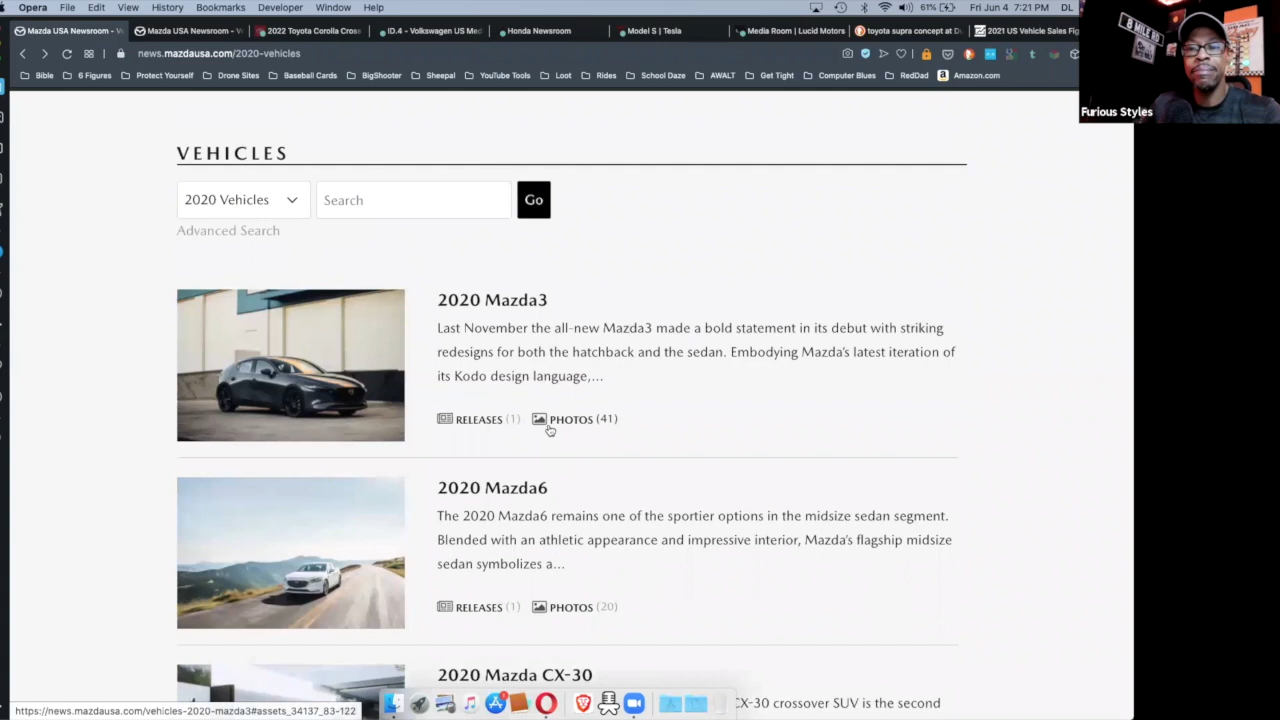 Opera File Edit View History Bookmarks Developer Window Help 61% Fri Jun 4 7:21 PM DL
Mazda USA Newsroom - V Mazda USA Newsroom - V 2022 Toyota Corolla Cross ID.4 - Volkswagen US Med Honda Newsroom Model S | Tesla Media Room | Lucid Motors toyota supra concept at Du 2021 US Vehicle Sales Fig
news.mazdausa.com/2020-vehicles
Bible 6 Figures Protect Yourself Drone Sites Baseball Cards BigShooter Sheepal YouTube Tools Loot Rides School Daze AWALT Get Tight Computer Blues RedDad Amazon.com
8 MILE RD
Furious Styles
VEHICLES
2020 Vehicles Search Go
Advanced Search
2020 Mazda3
Last November the all-new Mazda3 made a bold statement in its debut with striking
redesigns for both the hatchback and the sedan. Embodying Mazda's latest iteration of
its Kodo design language,...
RELEASES (1) PHOTOS (41)
2020 Mazda6
The 2020 Mazda6 remains one of the sportier options in the midsize sedan segment.
Blended with an athletic appearance and impressive interior, Mazda's flagship midsize
sedan symbolizes a...
RELEASES (1) PHOTOS (20)
2020 Mazda CX-30
CX-30 crossover SUV is the second
https://news.mazdausa.com/vehicles-2020-mazda3#assets_34137_83-122